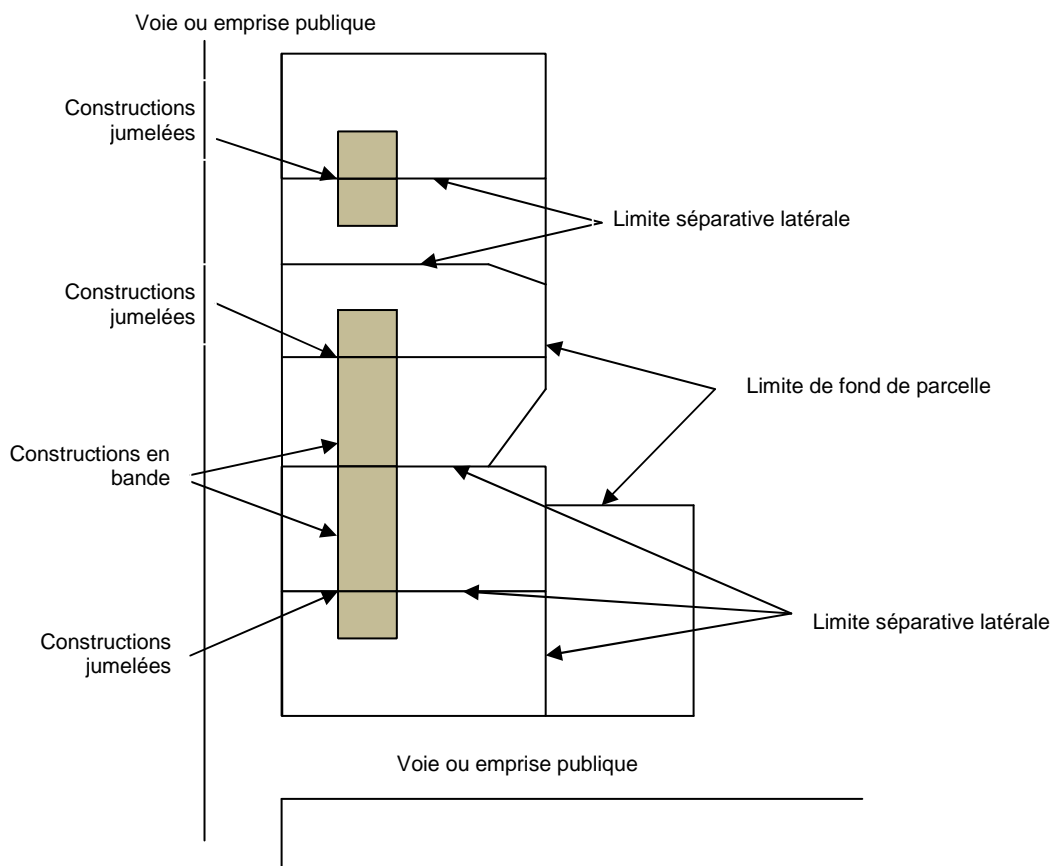 Voie ou emprise publique
Constructions
jumelées
Limite séparative latérale
Constructions
jumelées
Limite de fond de parcelle
Constructions en
bande
Limite séparative latérale
Constructions
jumelées
Voie ou emprise publique